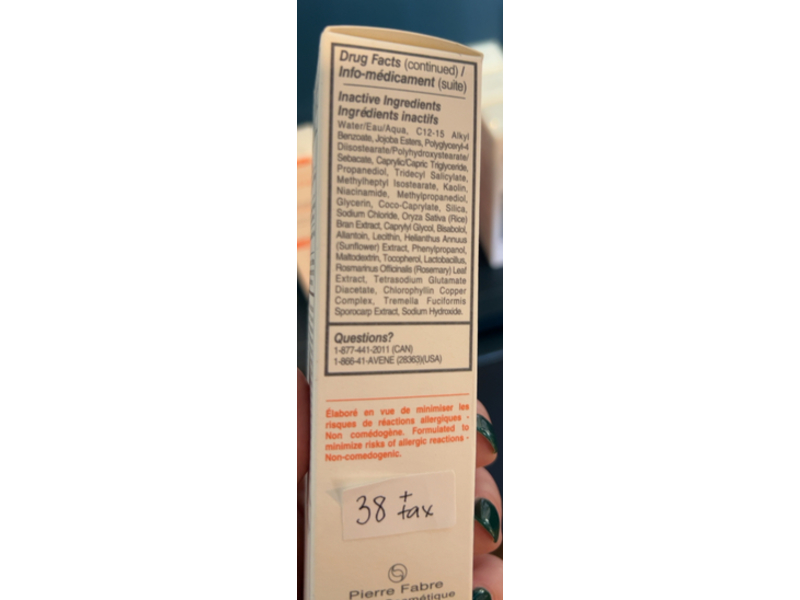 Drug Facts (continued) /
Info-médicament (suite)
Inactive Ingredients
Ingrédients inactifs
Water/Eau/Aqua, C12-15 Alkyl
Benzoate, Jojoba Esters, Polyglyceryl-4
Diisostearate/Polyhydroxystearate/
Sebacate, Caprylic/Capric Triglyceride,
Propanediol, Tridecyl Salicylate,
Methylheptyl Isostearate, Kaolin,
Niacinamide, Methylpropanediol,
Glycerin, Coco-Caprylate, Silica,
Sodium Chloride, Oryza Sativa (Rice)
Bran Extract, Caprylyl Glycol, Bisabolol,
Allantoin, Lecithin, Helianthus Annuus
(Sunflower) Extract, Phenylpropanol,
Maltodextrin, Tocopherol, Lactobacillus,
Rosmarinus Officinalis (Rosemary) Leaf
Extract, Tetrasodium Glutamate
Diacetate, Chlorophyllin Copper
Complex, Tremella Fuciformis
Sporocarp Extract, Sodium Hydroxide.
Questions?
1-877-441-2011 (CAN)
1-866-41-AVENE (28363)(USA)
Élaboré en vue de minimiser les
risques de réactions allergiques -
Non comédogène. Formulated to
minimize risks of allergic reactions -
Non-comedogenic.
38 + tax
Pierre Fabre